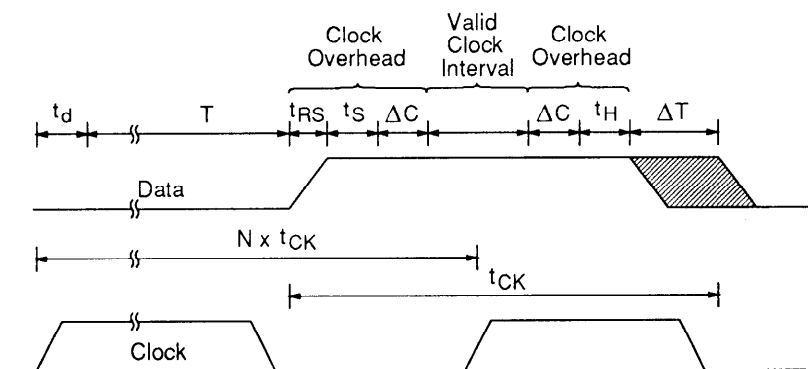 Clock Overhead
Valid Clock Interval
Clock Overhead
td
T
tRS
tS
ΔC
ΔC
tH
ΔT
Data
N x tCK
tCK
Clock